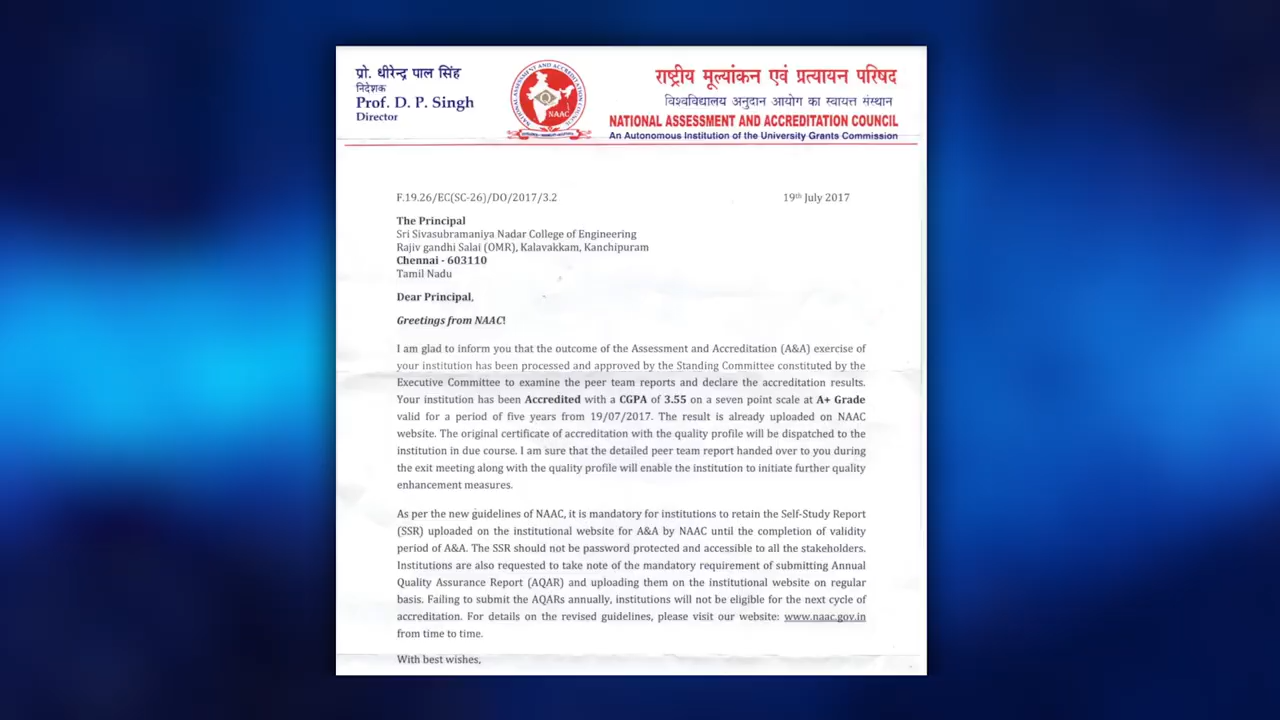 प्रो. धीरेन्द्र पाल सिंह
निदेशक
Prof. D. P. Singh
Director
NATIONAL ASSESSMENT AND ACCREDITATION COUNCIL
NAAC
राष्ट्रीय मूल्यांकन एवं प्रत्यायन परिषद
विश्वविद्यालय अनुदान आयोग का स्वायत्त संस्थान
NATIONAL ASSESSMENT AND ACCREDITATION COUNCIL
An Autonomous Institution of the University Grants Commission
F.19.26/EC(SC-26)/DO/2017/3.2
19th July 2017
The Principal
Sri Sivasubramaniya Nadar College of Engineering
Rajiv gandhi Salai (OMR), Kalavakkam, Kanchipuram
Chennai - 603110
Tamil Nadu
Dear Principal,
Greetings from NAAC!
I am glad to inform you that the outcome of the Assessment and Accreditation (A&A) exercise of
your institution has been processed and approved by the Standing Committee constituted by the
Executive Committee to examine the peer team reports and declare the accreditation results.
Your institution has been Accredited with a CGPA of 3.55 on a seven point scale at A+ Grade
valid for a period of five years from 19/07/2017. The result is already uploaded on NAAC
website. The original certificate of accreditation with the quality profile will be dispatched to the
institution in due course. I am sure that the detailed peer team report handed over to you during
the exit meeting along with the quality profile will enable the institution to initiate further quality
enhancement measures.
As per the new guidelines of NAAC, it is mandatory for institutions to retain the Self-Study Report
(SSR) uploaded on the institutional website for A&A by NAAC until the completion of validity
period of A&A. The SSR should not be password protected and accessible to all the stakeholders.
Institutions are also requested to take note of the mandatory requirement of submitting Annual
Quality Assurance Report (AQAR) and uploading them on the institutional website on regular
basis. Failing to submit the AQARs annually, institutions will not be eligible for the next cycle of
accreditation. For details on the revised guidelines, please visit our website: www.naac.gov.in
from time to time.
With best wishes,